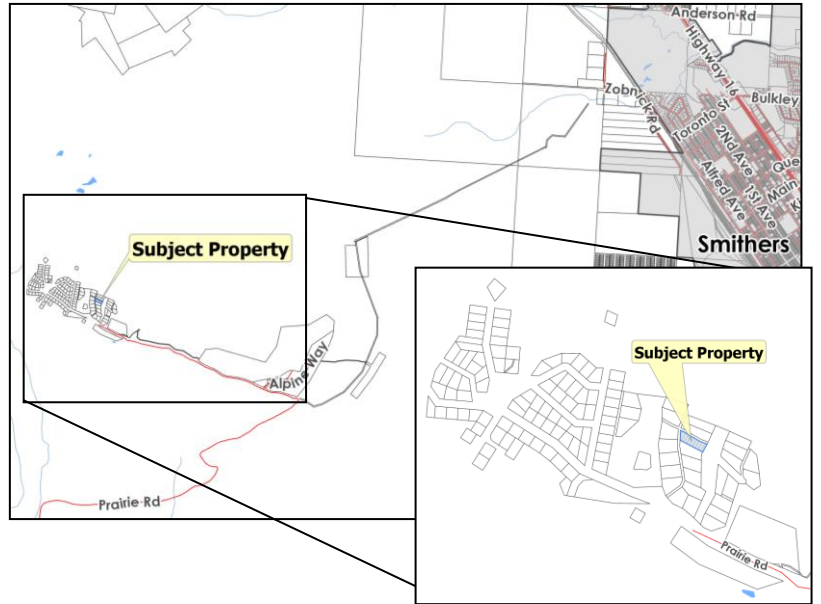 Anderson Rd
Highway 16
Zobnick Rd
Toronto St
Bulkley
2Nd Ave
1St Ave
Alfred Ave
Main
Smithers
Subject Property
Alpine Way
Prairie Rd
Subject Property
Prairie Rd